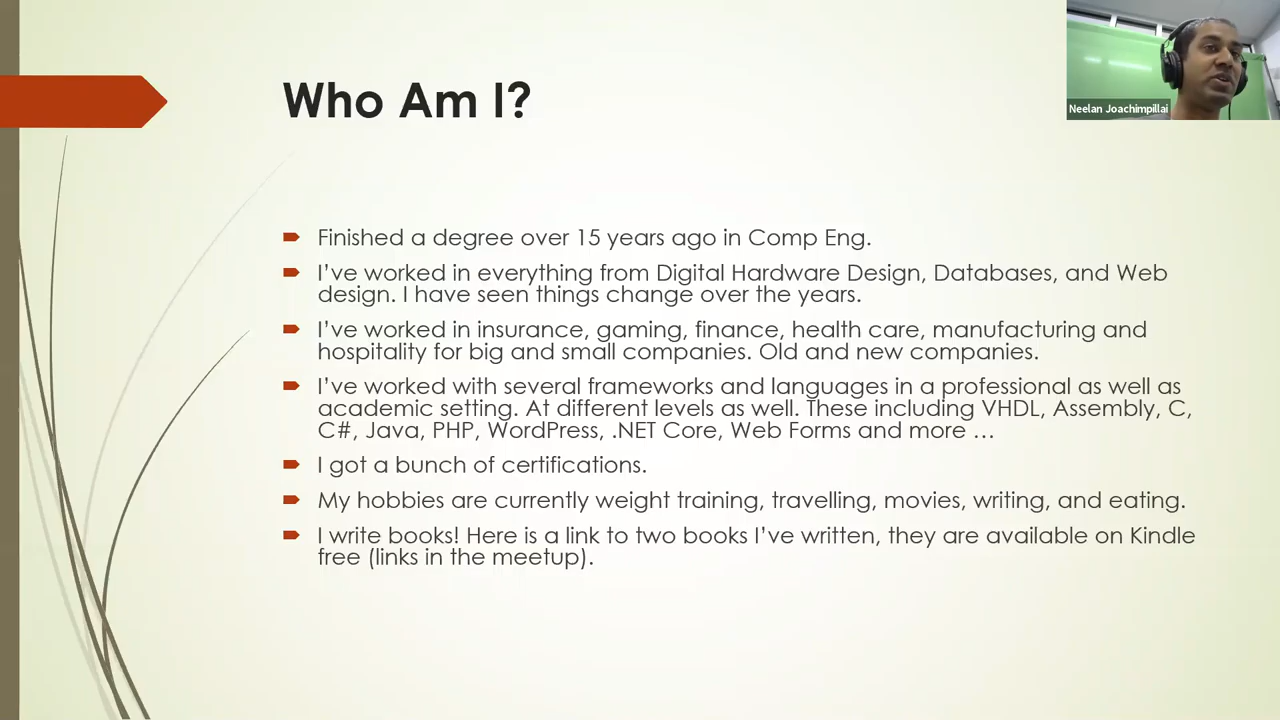 Who Am I?
Neelan Joachimpillai
Finished a degree over 15 years ago in Comp Eng.
I’ve worked in everything from Digital Hardware Design, Databases, and Web
design. I have seen things change over the years.
I’ve worked in insurance, gaming, finance, health care, manufacturing and
hospitality for big and small companies. Old and new companies.
I’ve worked with several frameworks and languages in a professional as well as
academic setting. At different levels as well. These including VHDL, Assembly, C,
C#, Java, PHP, WordPress, .NET Core, Web Forms and more …
I got a bunch of certifications.
My hobbies are currently weight training, travelling, movies, writing, and eating.
I write books! Here is a link to two books I’ve written, they are available on Kindle
free (links in the meetup).